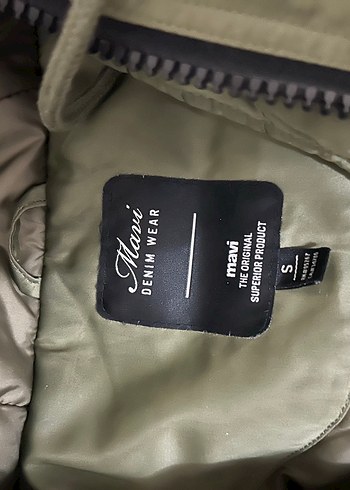 Mavi
DENIM WEAR
mavi
THE ORIGINAL
SUPERIOR PRODUCT
S